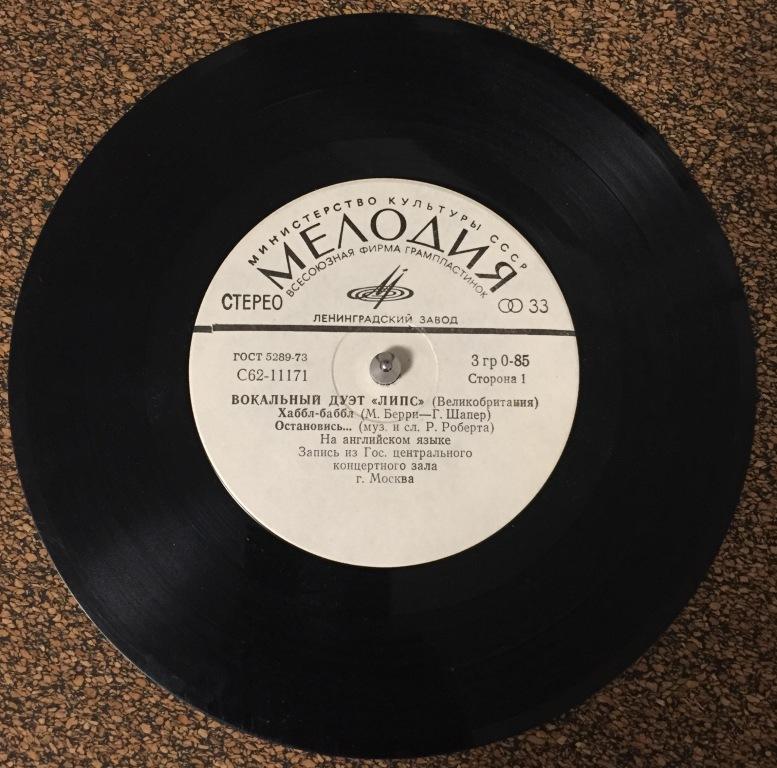 МИНИСТЕРСТВО КУЛЬТУРЫ СССР
МЕЛОДИЯ
ВСЕСОЮЗНАЯ ФИРМА ГРАМПЛАСТИНОК
СТЕРЕО
33
ЛЕНИНГРАДСКИЙ ЗАВОД
ГОСТ 5289-73
3 гр 0-85
С62-11171
Сторона 1
ВОКАЛЬНЫЙ ДУЭТ «ЛИПС» (Великобритания)
Хаббл-баббл (М. Берри—Г. Шапер)
Остановись... (муз. и сл. Р. Роберта)
На английском языке
Запись из Гос. центрального
концертного зала
г. Москва